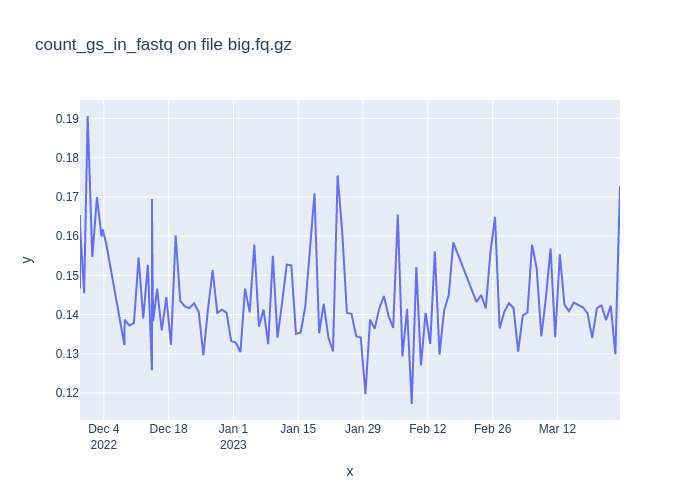 count_gs_in_fastq on file big.fq.gz
0.19
0.18
0.17
0.16
0.15
0.14
0.13
0.12
y
Dec 4
2022
Dec 18
Jan 1
2023
Jan 15
Jan 29
Feb 12
Feb 26
Mar 12
x